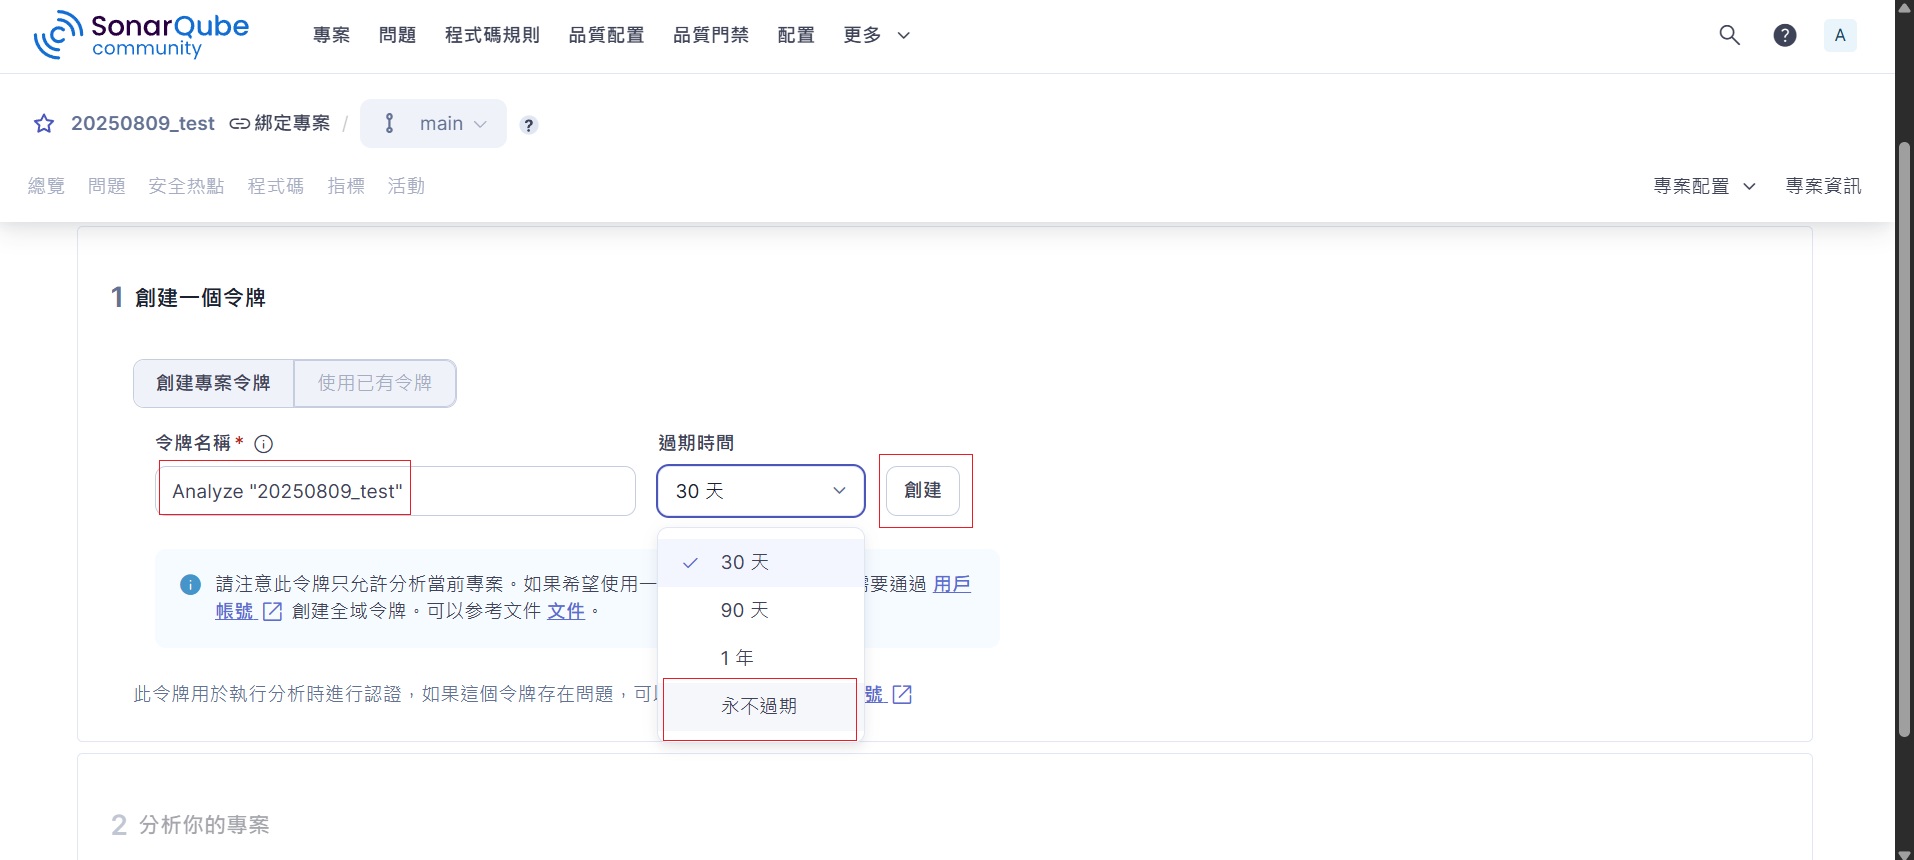 SonarQube community
專案 問題 程式碼規則 品質配置 品質門禁 配置 更多 ? A
20250809_test 綁定專案 / main ?
總覽 問題 安全热點 程式碼 指標 活動 專案配置 專案資訊
1 創建一個令牌
創建專案令牌 使用已有令牌
令牌名稱* 過期時間
Analyze "20250809_test" 30 天 創建
30 天
90 天
1 年
永不過期
請注意此令牌只允許分析當前專案。如果希望使用一 要通過 用戶
帳號 創建全域令牌。可以參考文件 文件。
此令牌用於執行分析時進行認證，如果這個令牌存在問題，可 號
2 分析你的專案